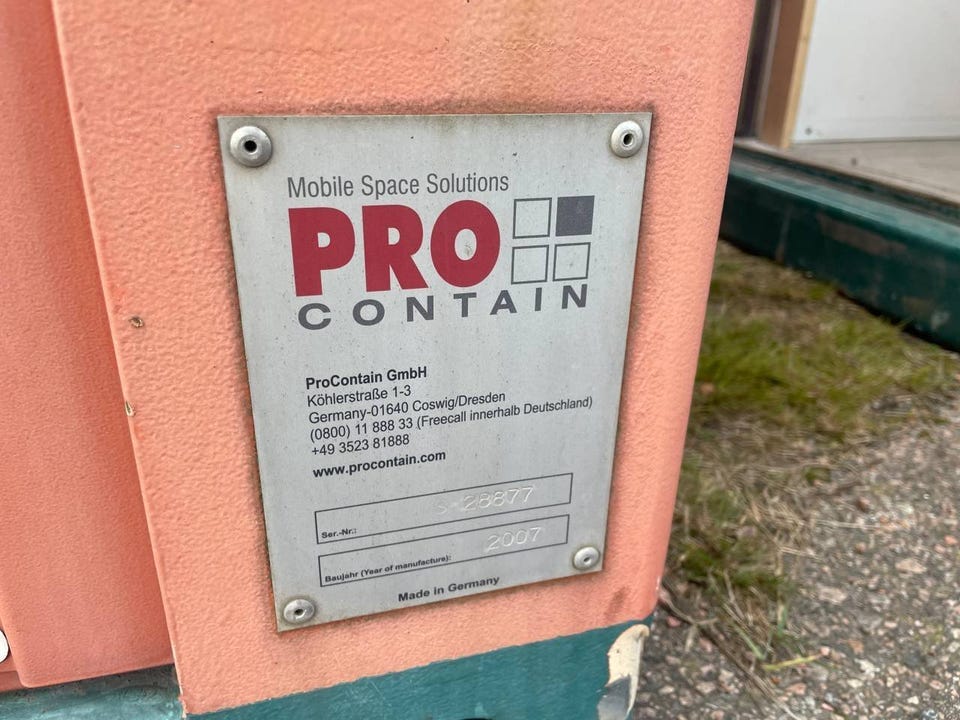 Mobile Space Solutions
PRO
CONTAIN
ProContain GmbH
Köhlerstraße 1-3
Germany-01640 Coswig/Dresden
(0800) 11 888 33 (Freecall innerhalb Deutschland)
+49 3523 81888
www.procontain.com
Ser.-Nr.: S-28877
Baujahr (Year of manufacture): 2007
Made in Germany